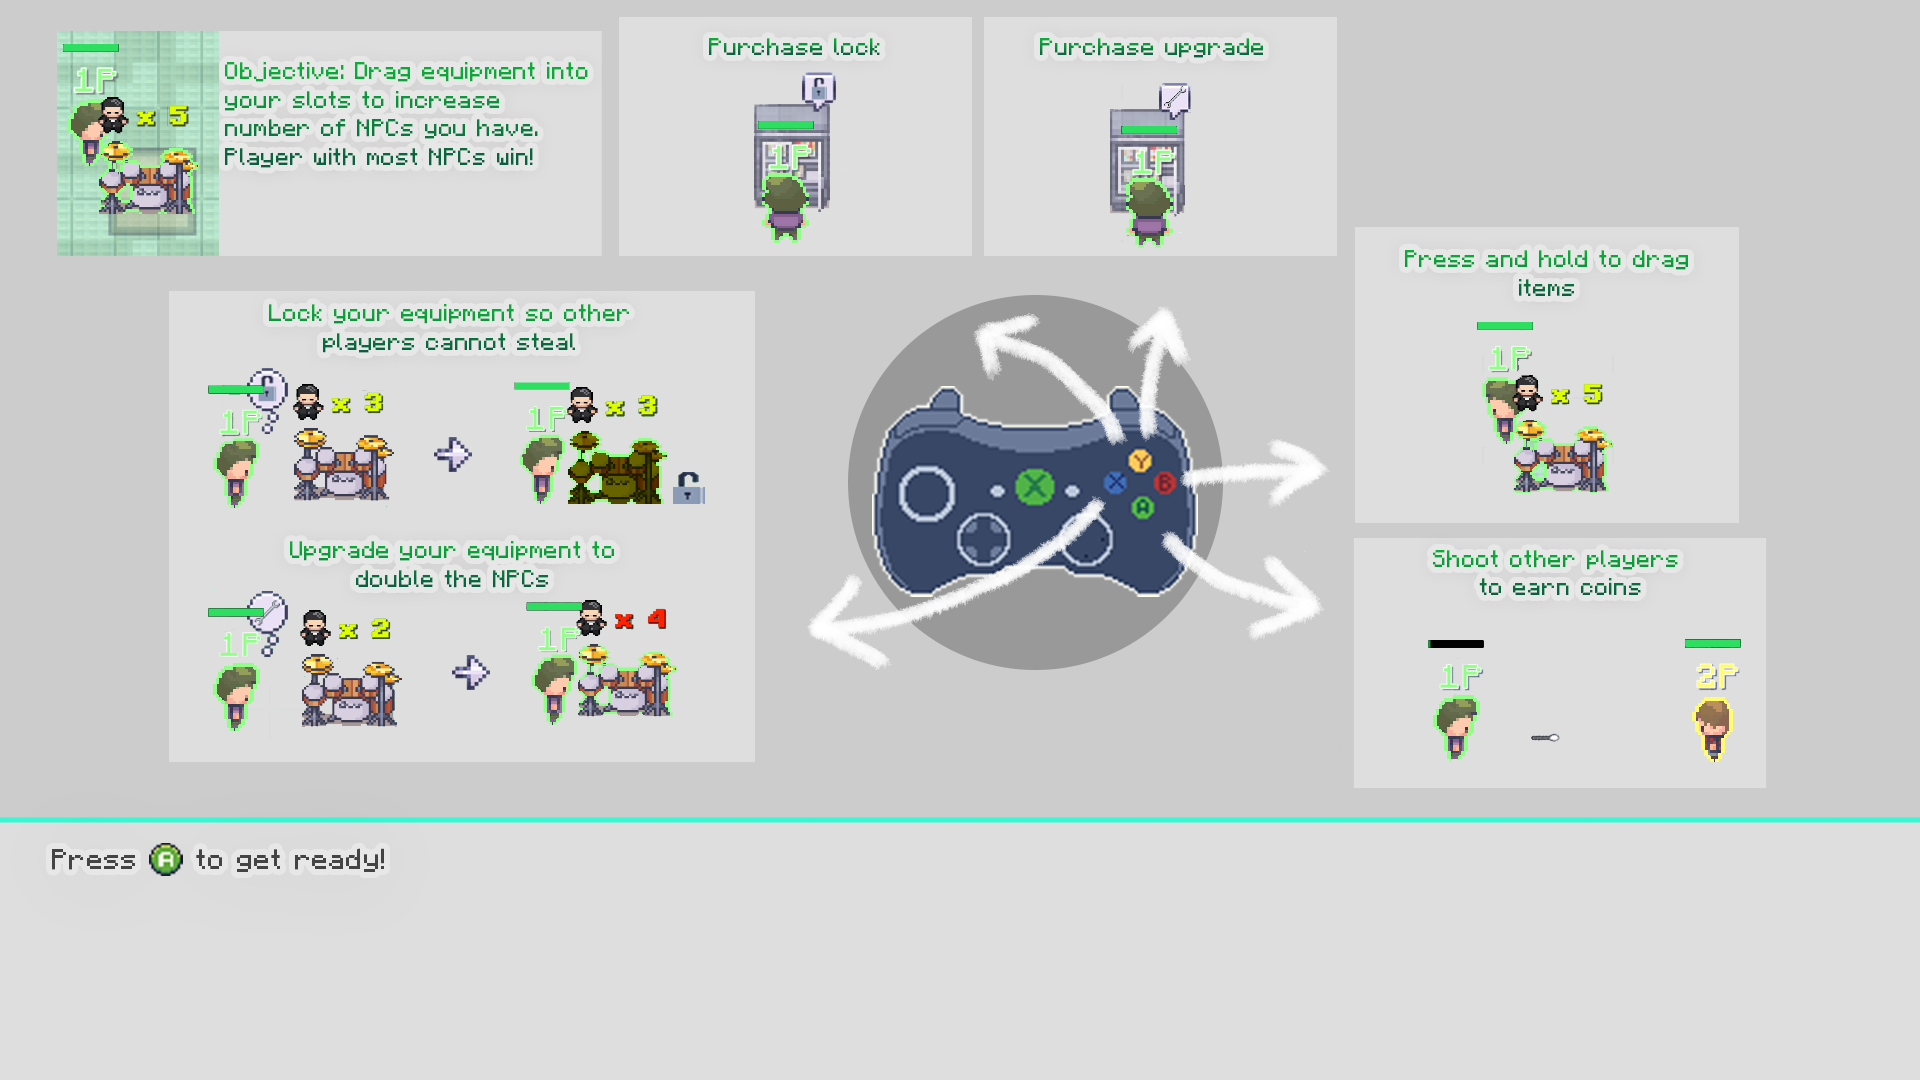 1P
x 5
Objective: Drag equipment into
your slots to increase
number of NPCs you have.
Player with most NPCs win!
Purchase lock
1P
Purchase upgrade
1P
Press and hold to drag
items
1P
x 5
Lock your equipment so other
players cannot steal
1P
x 3
1P
x 3
Upgrade your equipment to
double the NPCs
1P
x 2
1P
x 4
Y
X
B
A
X
Shoot other players
to earn coins
1P
2P
Press A to get ready!